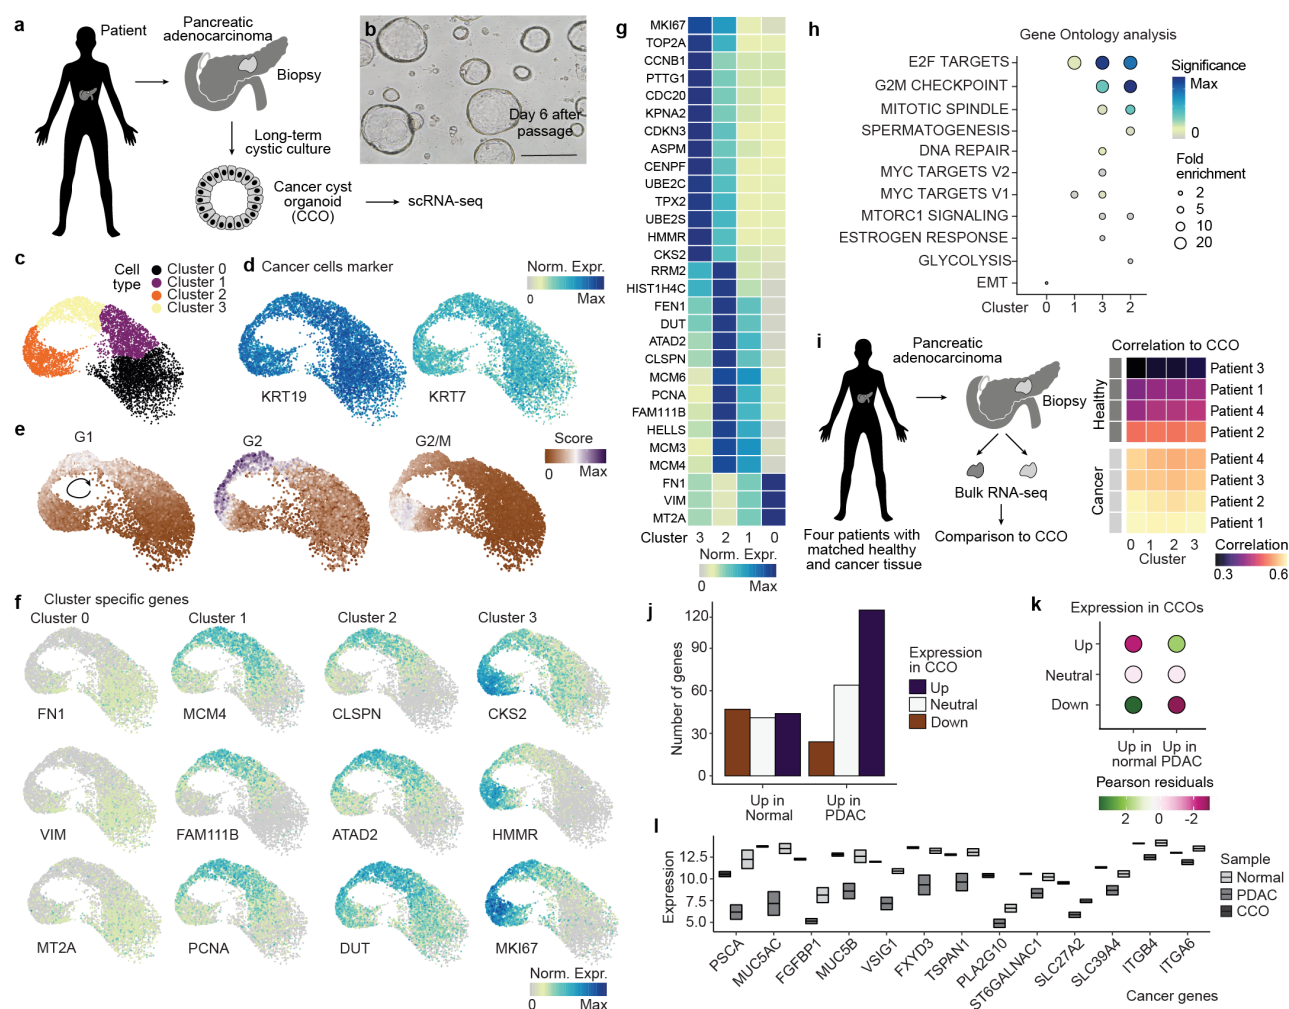 a
Patient
Pancreatic
adenocarcinoma
Biopsy
Long-term
cystic culture
Cancer cyst
organoid
(CCO)
scRNA-seq
b
Day 6 after
passage
c
Cell
type
Cluster 0
Cluster 1
Cluster 2
Cluster 3
d
Cancer cells marker
Norm. Expr.
0
Max
KRT19
KRT7
e
G1
G2
G2/M
Score
0
Max
f
Cluster specific genes
Cluster 0
Cluster 1
Cluster 2
Cluster 3
FN1
MCM4
CLSPN
CKS2
VIM
FAM111B
ATAD2
HMMR
MT2A
PCNA
DUT
MKI67
Norm. Expr.
0
Max
g
MKI67
TOP2A
CCNB1
PTTG1
CDC20
KPNA2
CDKN3
ASPM
CENPF
UBE2C
TPX2
UBE2S
HMMR
CKS2
RRM2
HIST1H4C
FEN1
DUT
ATAD2
CLSPN
MCM6
PCNA
FAM111B
HELLS
MCM3
MCM4
FN1
VIM
MT2A
Cluster
3
2
1
0
Norm. Expr.
0
Max
h
Gene Ontology analysis
E2F TARGETS
G2M CHECKPOINT
MITOTIC SPINDLE
SPERMATOGENESIS
DNA REPAIR
MYC TARGETS V2
MYC TARGETS V1
MTORC1 SIGNALING
ESTROGEN RESPONSE
GLYCOLYSIS
EMT
Cluster
0
1
3
2
Significance
Max
0
Fold
enrichment
2
5
10
20
i
Pancreatic
adenocarcinoma
Biopsy
Bulk RNA-seq
Comparison to CCO
Four patients with
matched healthy
and cancer tissue
Correlation to CCO
Healthy
Patient 3
Patient 1
Patient 4
Patient 2
Cancer
Patient 4
Patient 3
Patient 2
Patient 1
0
1
2
3
Cluster
Correlation
0.3
0.6
j
Number of genes
120
90
60
30
0
Up in
Normal
Up in
PDAC
Expression
in CCO
Up
Neutral
Down
k
Expression in CCOs
Up
Neutral
Down
Up in
normal
Up in
PDAC
Pearson residuals
2
0
-2
l
Expression
12.5
10.0
7.5
5.0
PSCA
MUC5AC
FGFBP1
MUC5B
VSIG1
FXYD3
TSPAN1
PLA2G10
ST6GALNAC1
SLC27A2
SLC39A4
ITGB4
ITGA6
Cancer genes
Sample
Normal
PDAC
CCO